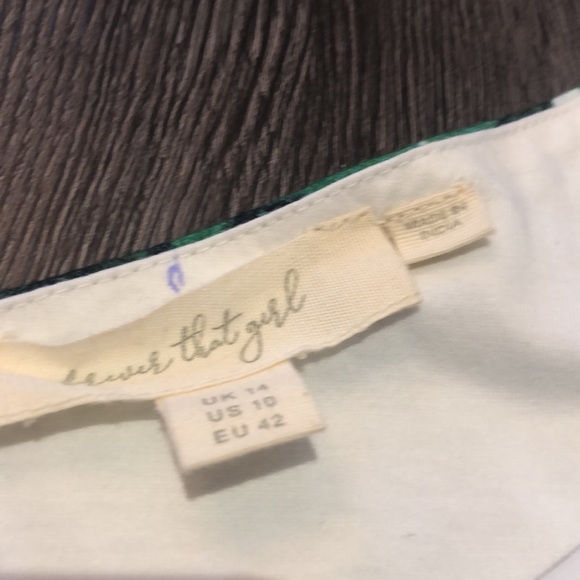 forever that girl
MADE IN
INDIA
UK 14
US 10
EU 42